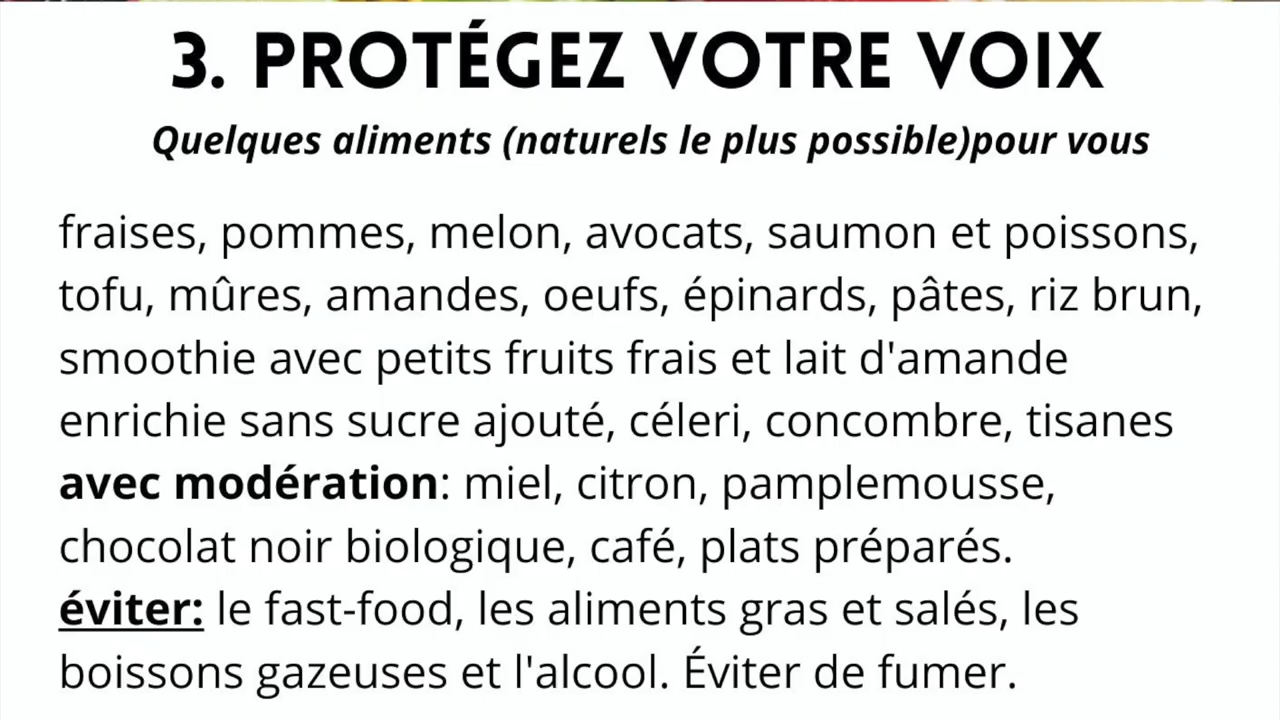 3. PROTÉGEZ VOTRE VOIX
Quelques aliments (naturels le plus possible)pour vous
fraises, pommes, melon, avocats, saumon et poissons,
tofu, mûres, amandes, oeufs, épinards, pâtes, riz brun,
smoothie avec petits fruits frais et lait d'amande
enrichie sans sucre ajouté, céleri, concombre, tisanes
avec modération: miel, citron, pamplemousse,
chocolat noir biologique, café, plats préparés.
éviter: le fast-food, les aliments gras et salés, les
boissons gazeuses et l'alcool. Éviter de fumer.